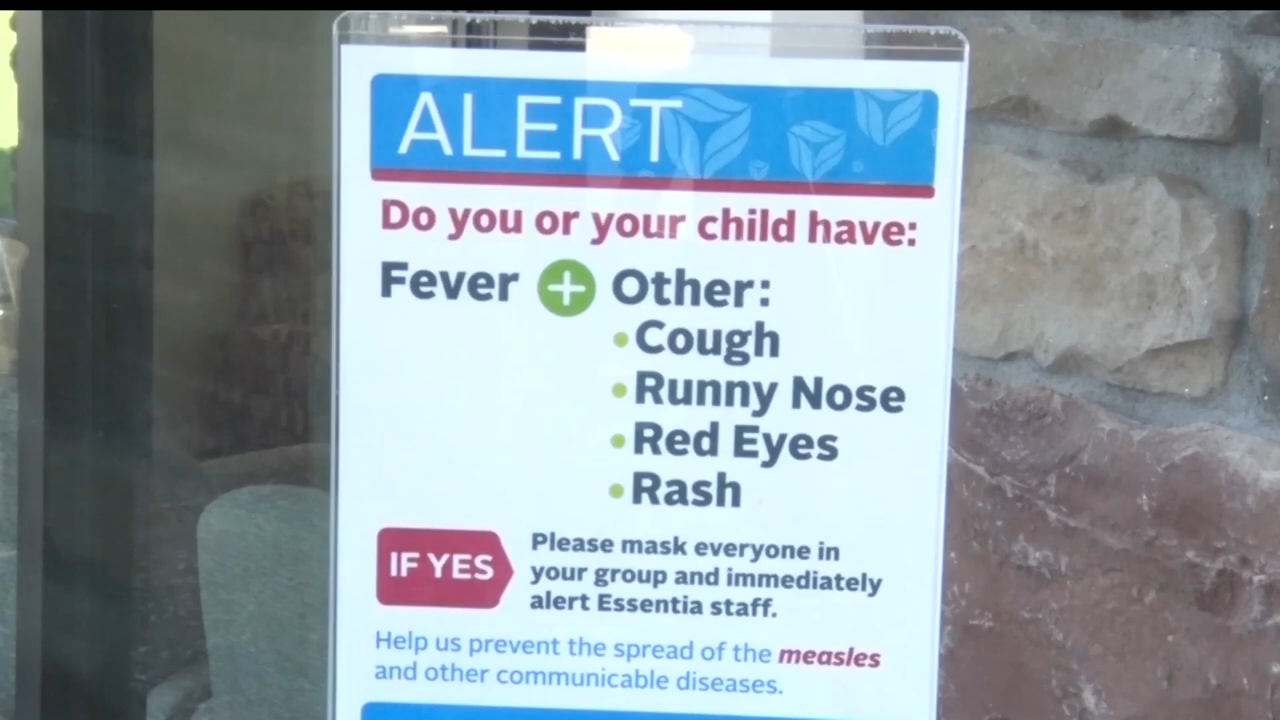 ALERT
Do you or your child have:
Fever + Other:
•Cough
•Runny Nose
•Red Eyes
•Rash
IF YES
Please mask everyone in
your group and immediately
alert Essentia staff.
Help us prevent the spread of the measles
and other communicable diseases.